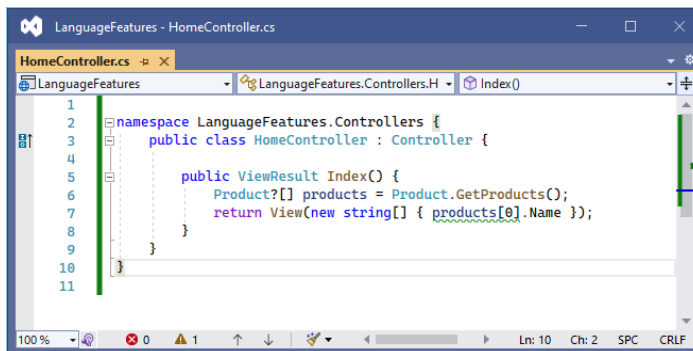 LanguageFeatures - HomeController.cs
HomeController.cs
LanguageFeatures LanguageFeatures.Controllers.H Index()
1
2 namespace LanguageFeatures.Controllers {
3 public class HomeController : Controller {
4
5 public ViewResult Index() {
6 Product?[] products = Product.GetProducts();
7 return View(new string[] { products[0].Name });
8 }
9 }
10 }
11
100 % 0 1 Ln: 10 Ch: 2 SPC CRLF